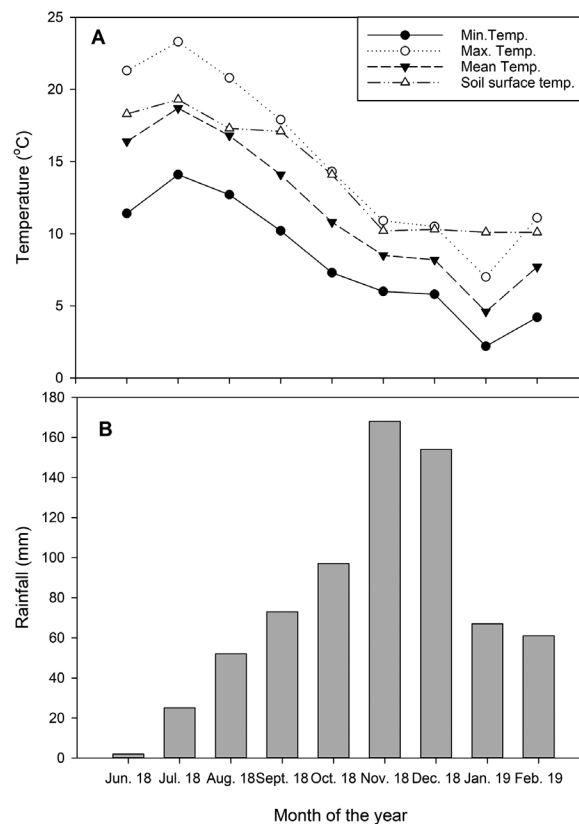 A
Min.Temp.
Max. Temp.
Mean Temp.
Soil surface temp.
Temperature (°C)
25
20
15
10
5
0
B
Rainfall (mm)
180
160
140
120
100
80
60
40
20
0
Jun. 18 Jul. 18 Aug. 18 Sept. 18 Oct. 18 Nov. 18 Dec. 18 Jan. 19 Feb. 19
Month of the year